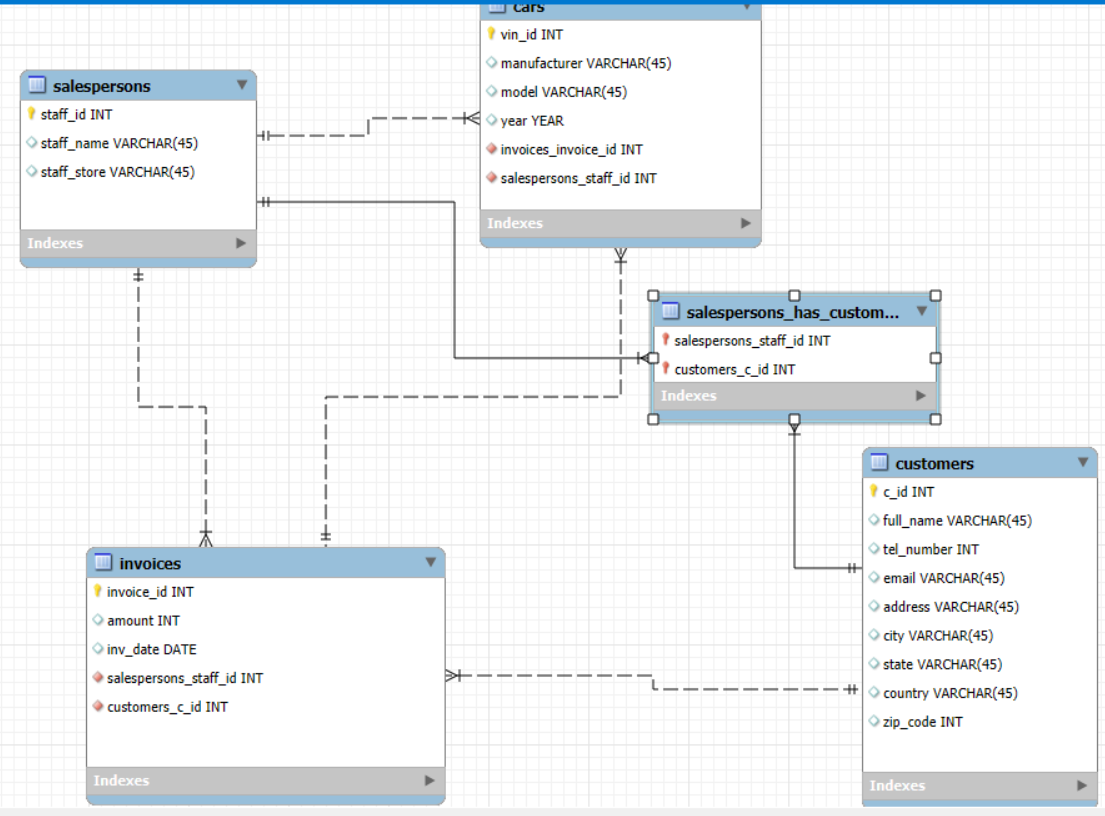 cars
vin_id INT
manufacturer VARCHAR(45)
model VARCHAR(45)
year YEAR
invoices_invoice_id INT
salespersons_staff_id INT
Indexes
salespersons
staff_id INT
staff_name VARCHAR(45)
staff_store VARCHAR(45)
Indexes
salespersons_has_custom...
salespersons_staff_id INT
customers_c_id INT
Indexes
customers
c_id INT
full_name VARCHAR(45)
tel_number INT
email VARCHAR(45)
address VARCHAR(45)
city VARCHAR(45)
state VARCHAR(45)
country VARCHAR(45)
zip_code INT
Indexes
invoices
invoice_id INT
amount INT
inv_date DATE
salespersons_staff_id INT
customers_c_id INT
Indexes